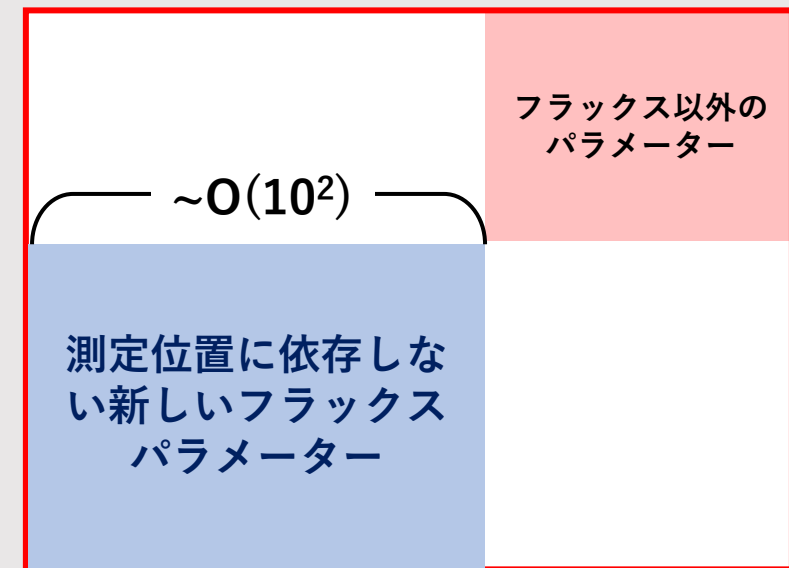 フラックス以外の
パラメーター
~O(10²)
測定位置に依存しな
い新しいフラックス
パラメーター